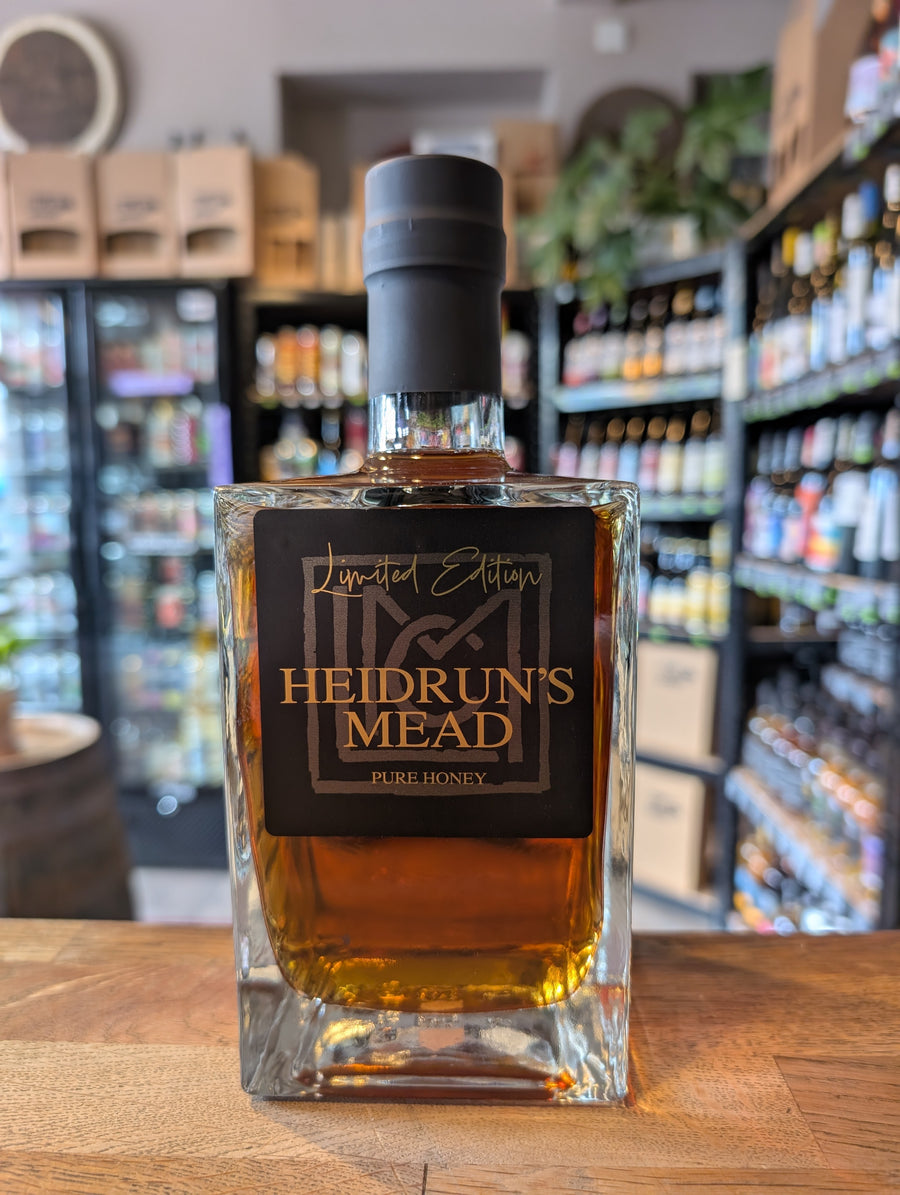 Limited Edition
HEIDRUN'S
MEAD
PURE HONEY